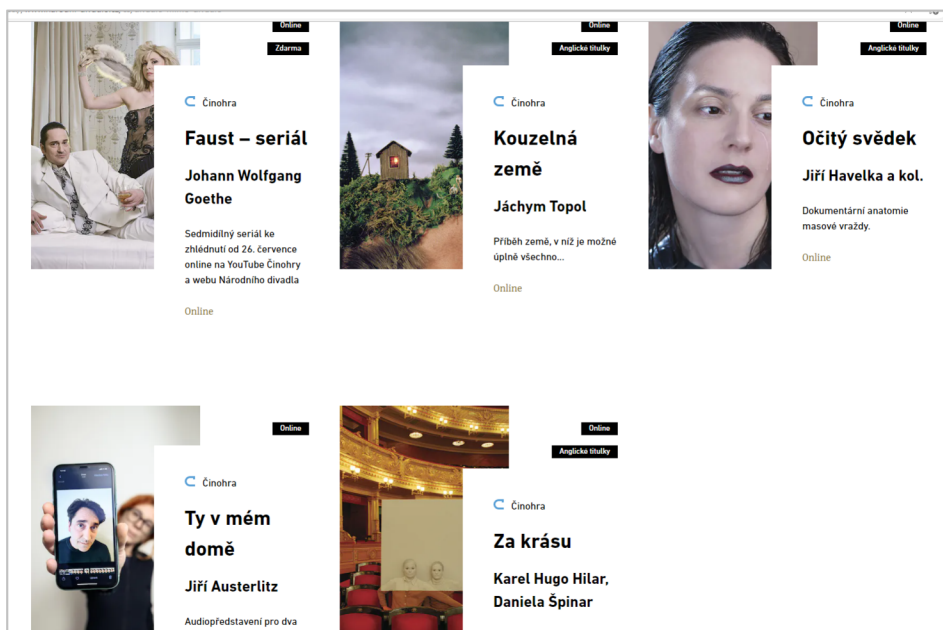 Online
Zdarma
Činohra
Faust – seriál
Johann Wolfgang
Goethe
Sedmidílný seriál ke
zhlédnutí od 26. července
online na YouTube Činohry
a webu Národního divadla
Online
Online
Anglické titulky
Činohra
Kouzelná
země
Jáchym Topol
Příběh země, v níž je možné
úplně všechno...
Online
Online
Anglické titulky
Činohra
Očitý svědek
Jiří Havelka a kol.
Dokumentární anatomie
masové vraždy.
Online
Online
Činohra
Ty v mém
domě
Jiří Austerlitz
Audiopředstavení pro dva
Online
Anglické titulky
Činohra
Za krásu
Karel Hugo Hilar,
Daniela Špinar